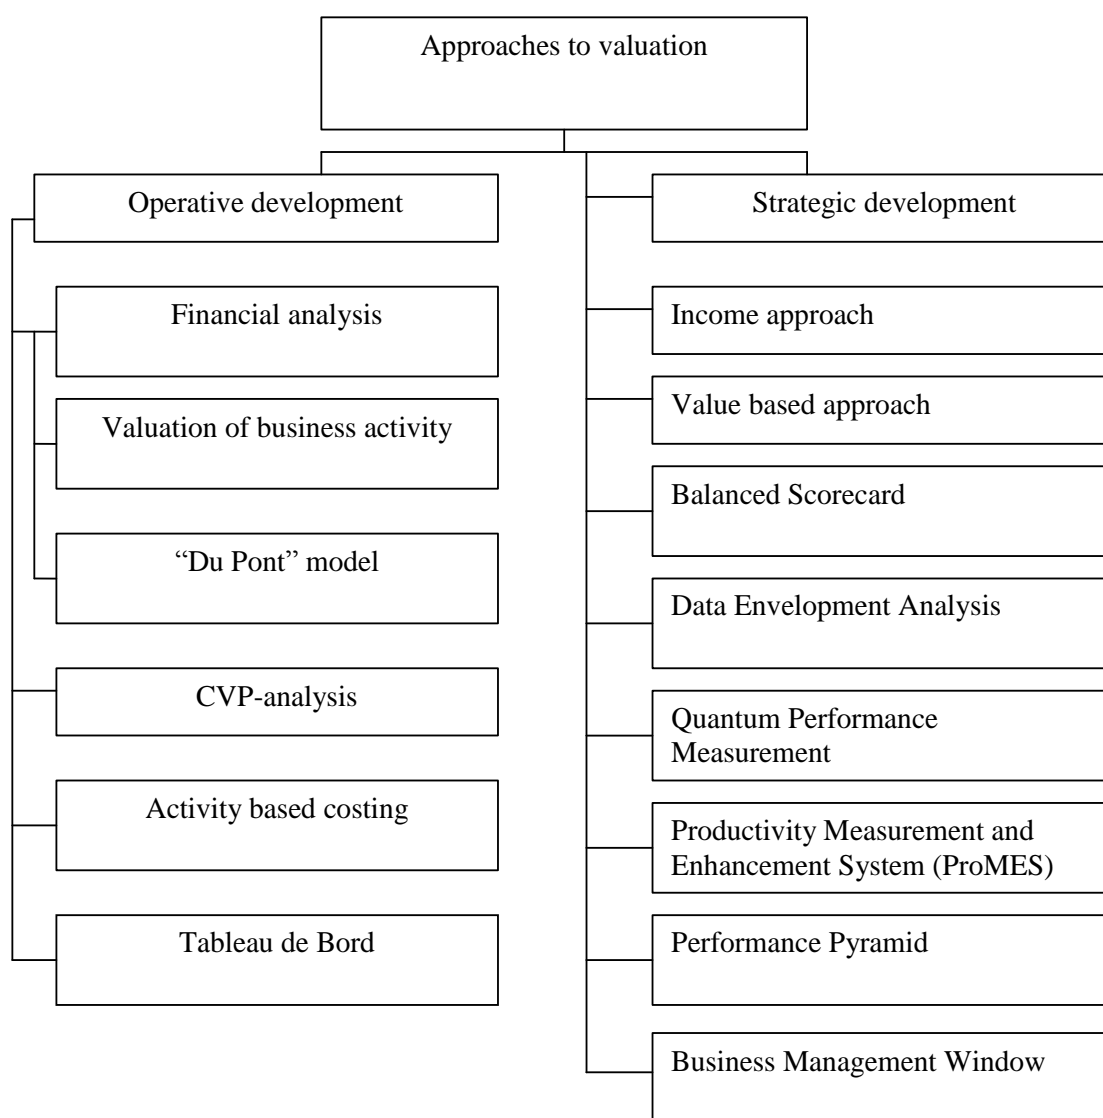 Approaches to valuation
Operative development
Financial analysis
Valuation of business activity
“Du Pont” model
CVP-analysis
Activity based costing
Tableau de Bord
Strategic development
Income approach
Value based approach
Balanced Scorecard
Data Envelopment Analysis
Quantum Performance
Measurement
Productivity Measurement and
Enhancement System (ProMES)
Performance Pyramid
Business Management Window